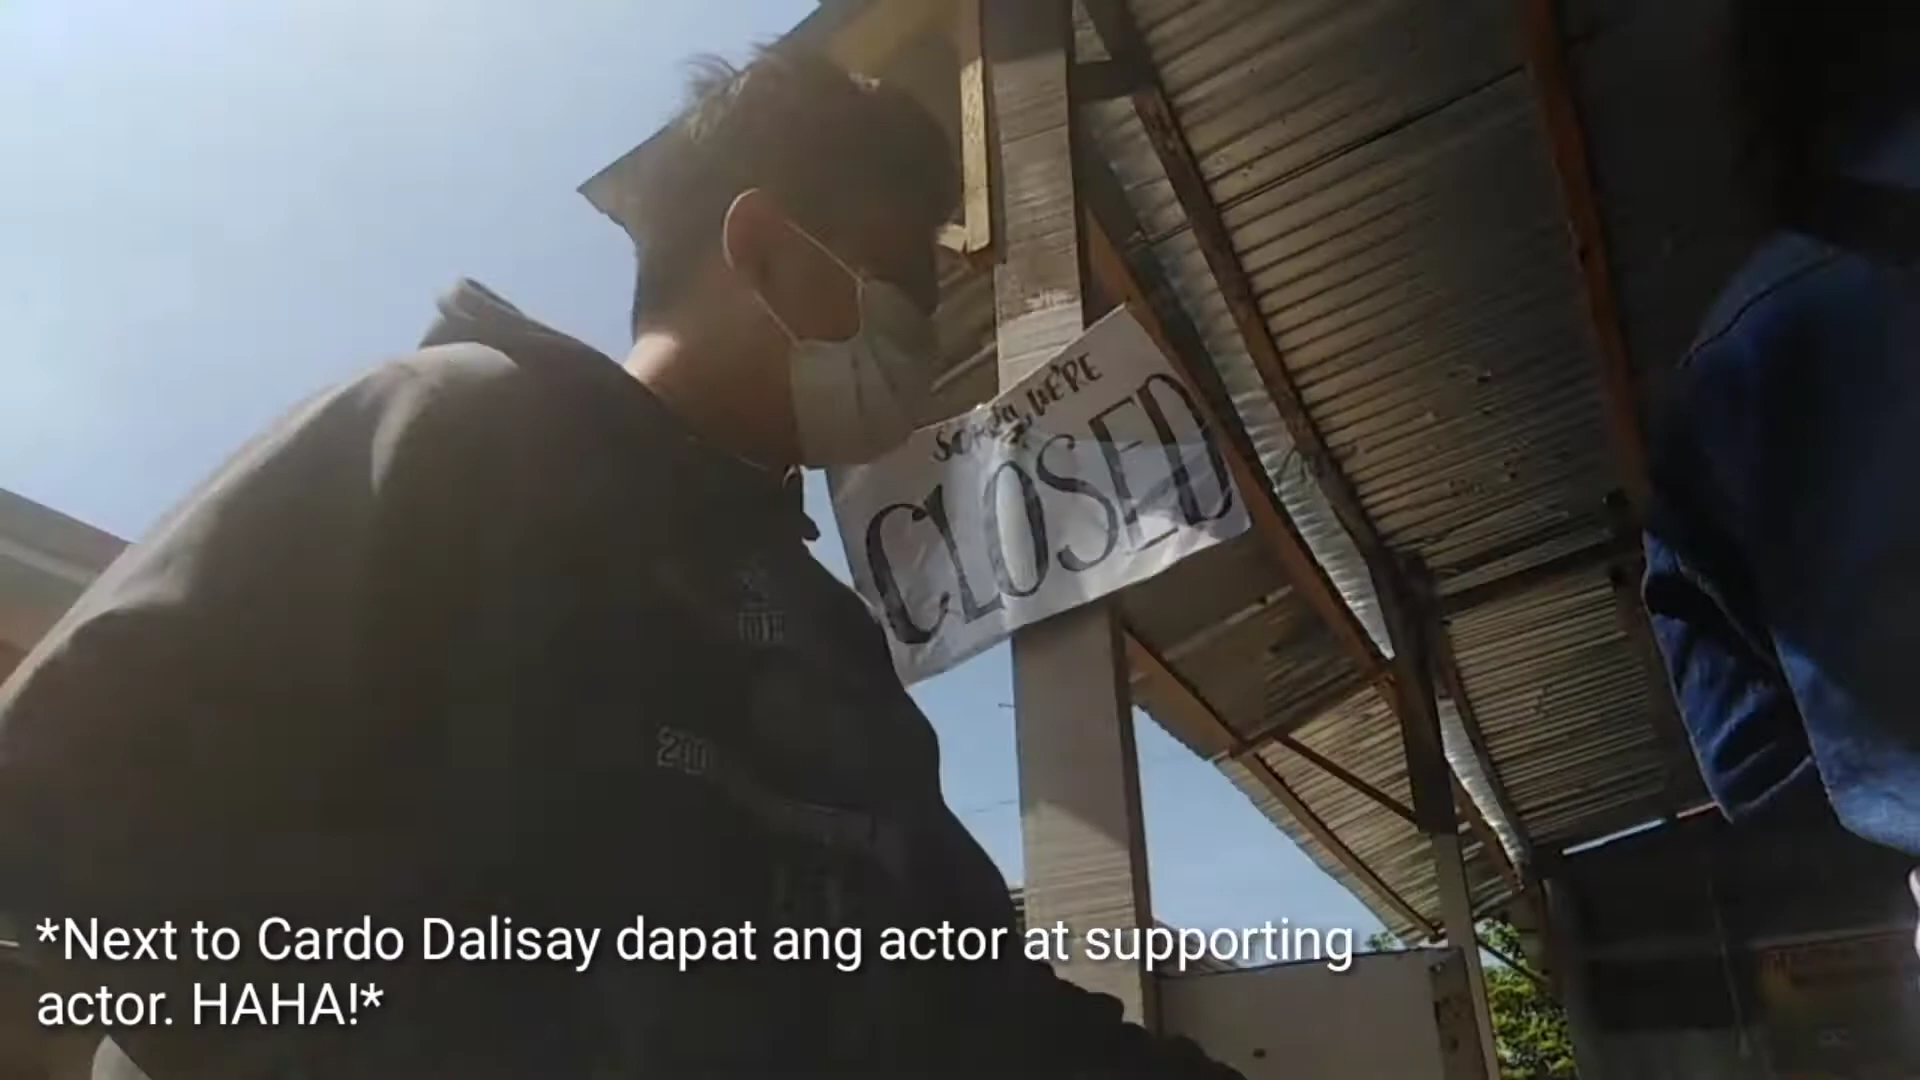 Sorry, WE'RE
CLOSED
*Next to Cardo Dalisay dapat ang actor at supporting
actor. HAHA!*